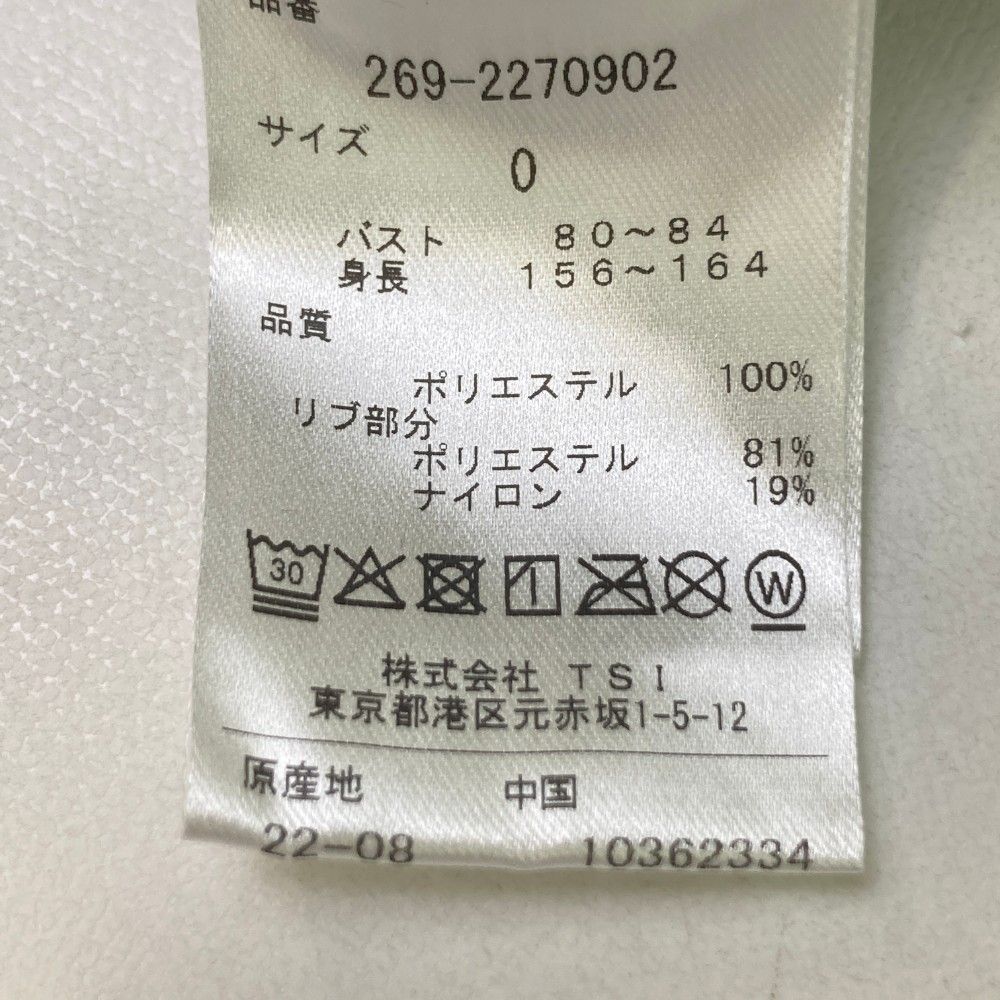 品番
269-2270902
サイズ
0
バスト 80～84
身長 156～164
品質
ポリエステル 100%
リブ部分
ポリエステル 81%
ナイロン 19%
30 W
株式会社 TSI
東京都港区元赤坂1-5-12
原産地 中国
22-08 10362334